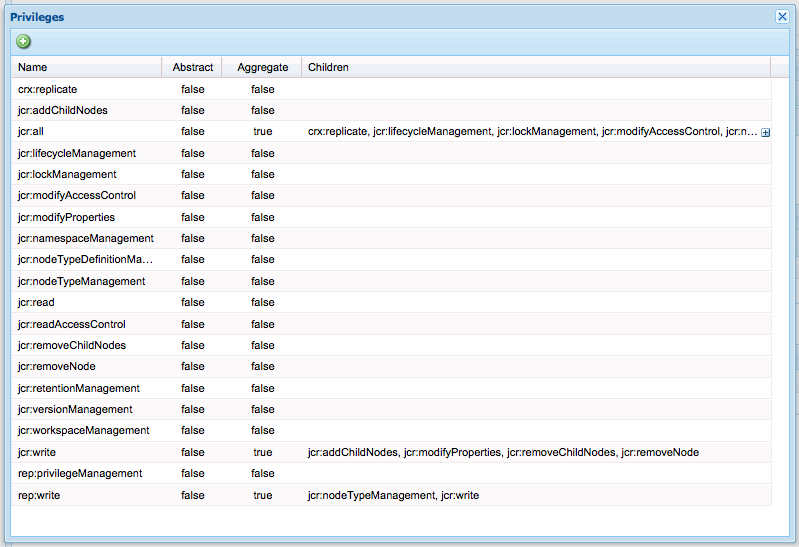 Privileges
Name Abstract Aggregate Children
crx:replicate false false
jcr:addChildNodes false false
jcr:all false true crx:replicate, jcr:lifecycleManagement, jcr:lockManagement, jcr:modifyAccessControl, jcr:n...
jcr:lifecycleManagement false false
jcr:lockManagement false false
jcr:modifyAccessControl false false
jcr:modifyProperties false false
jcr:namespaceManagement false false
jcr:nodeTypeDefinitionMa... false false
jcr:nodeTypeManagement false false
jcr:read false false
jcr:readAccessControl false false
jcr:removeChildNodes false false
jcr:removeNode false false
jcr:retentionManagement false false
jcr:versionManagement false false
jcr:workspaceManagement false false
jcr:write false true jcr:addChildNodes, jcr:modifyProperties, jcr:removeChildNodes, jcr:removeNode
rep:privilegeManagement false false
rep:write false true jcr:nodeTypeManagement, jcr:write